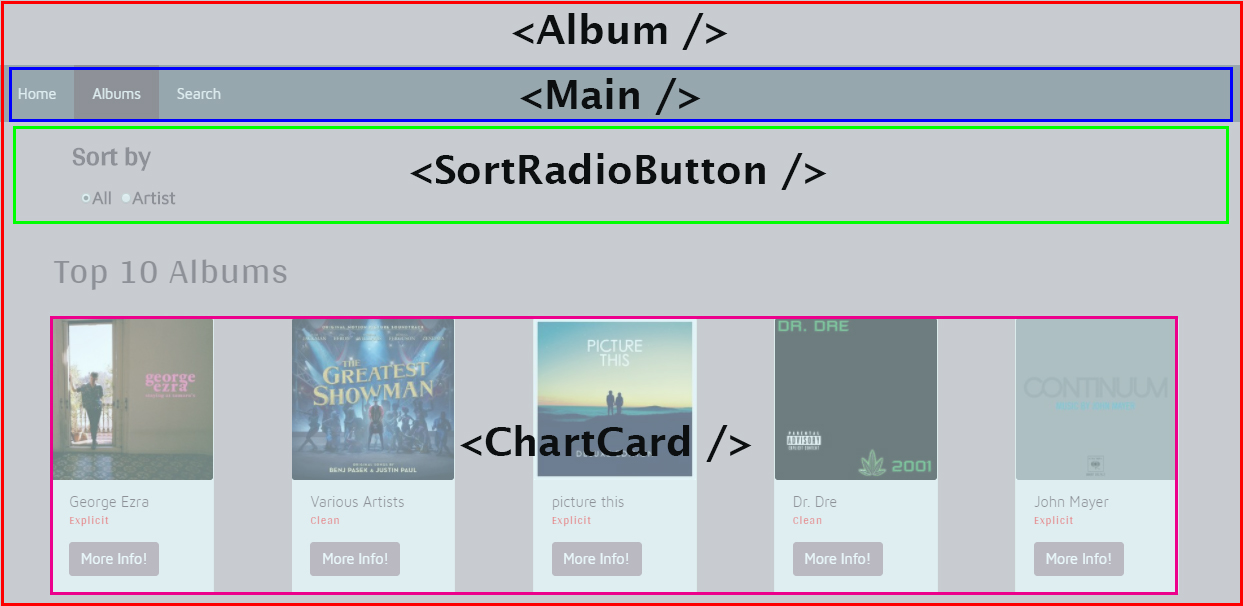 <Album />
Home Albums Search
<Main />
Sort by
<SortRadioButton />
All Artist
Top 10 Albums
george
ezra
THE
GREATEST
SHOWMAN
BENJ PASEK & JUSTIN PAUL
PICTURE
THIS
DR. DRE
PARENTAL
ADVISORY
EXPLICIT CONTENT
2001
CONTINUUM
<ChartCard />
George Ezra
Explicit
More Info!
Various Artists
Clean
More Info!
picture this
Explicit
More Info!
Dr. Dre
Clean
More Info!
John Mayer
Explicit
More Info!